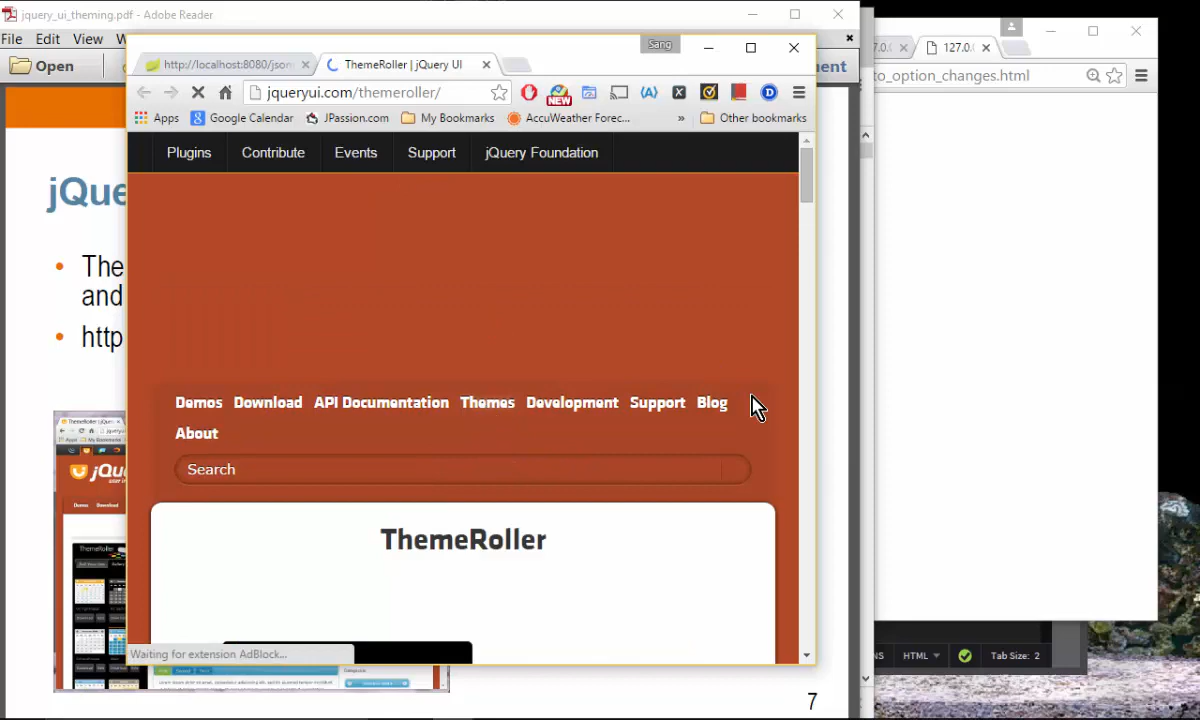 jquery_ui_theming.pdf - Adobe Reader
File Edit View
Open
Sang
http://localhost:8080/json
ThemeRoller | jQuery UI
jqueryui.com/themeroller/
NEW
Apps
Google Calendar
JPassion.com
My Bookmarks
AccuWeather Forec...
»
Other bookmarks
Plugins
Contribute
Events
Support
jQuery Foundation
Demos
Download
API Documentation
Themes
Development
Support
Blog
About
Search
ThemeRoller
Waiting for extension AdBlock...
jQue
The
and
http
7
127.0.
to_option_changes.html
HTML
Tab Size: 2